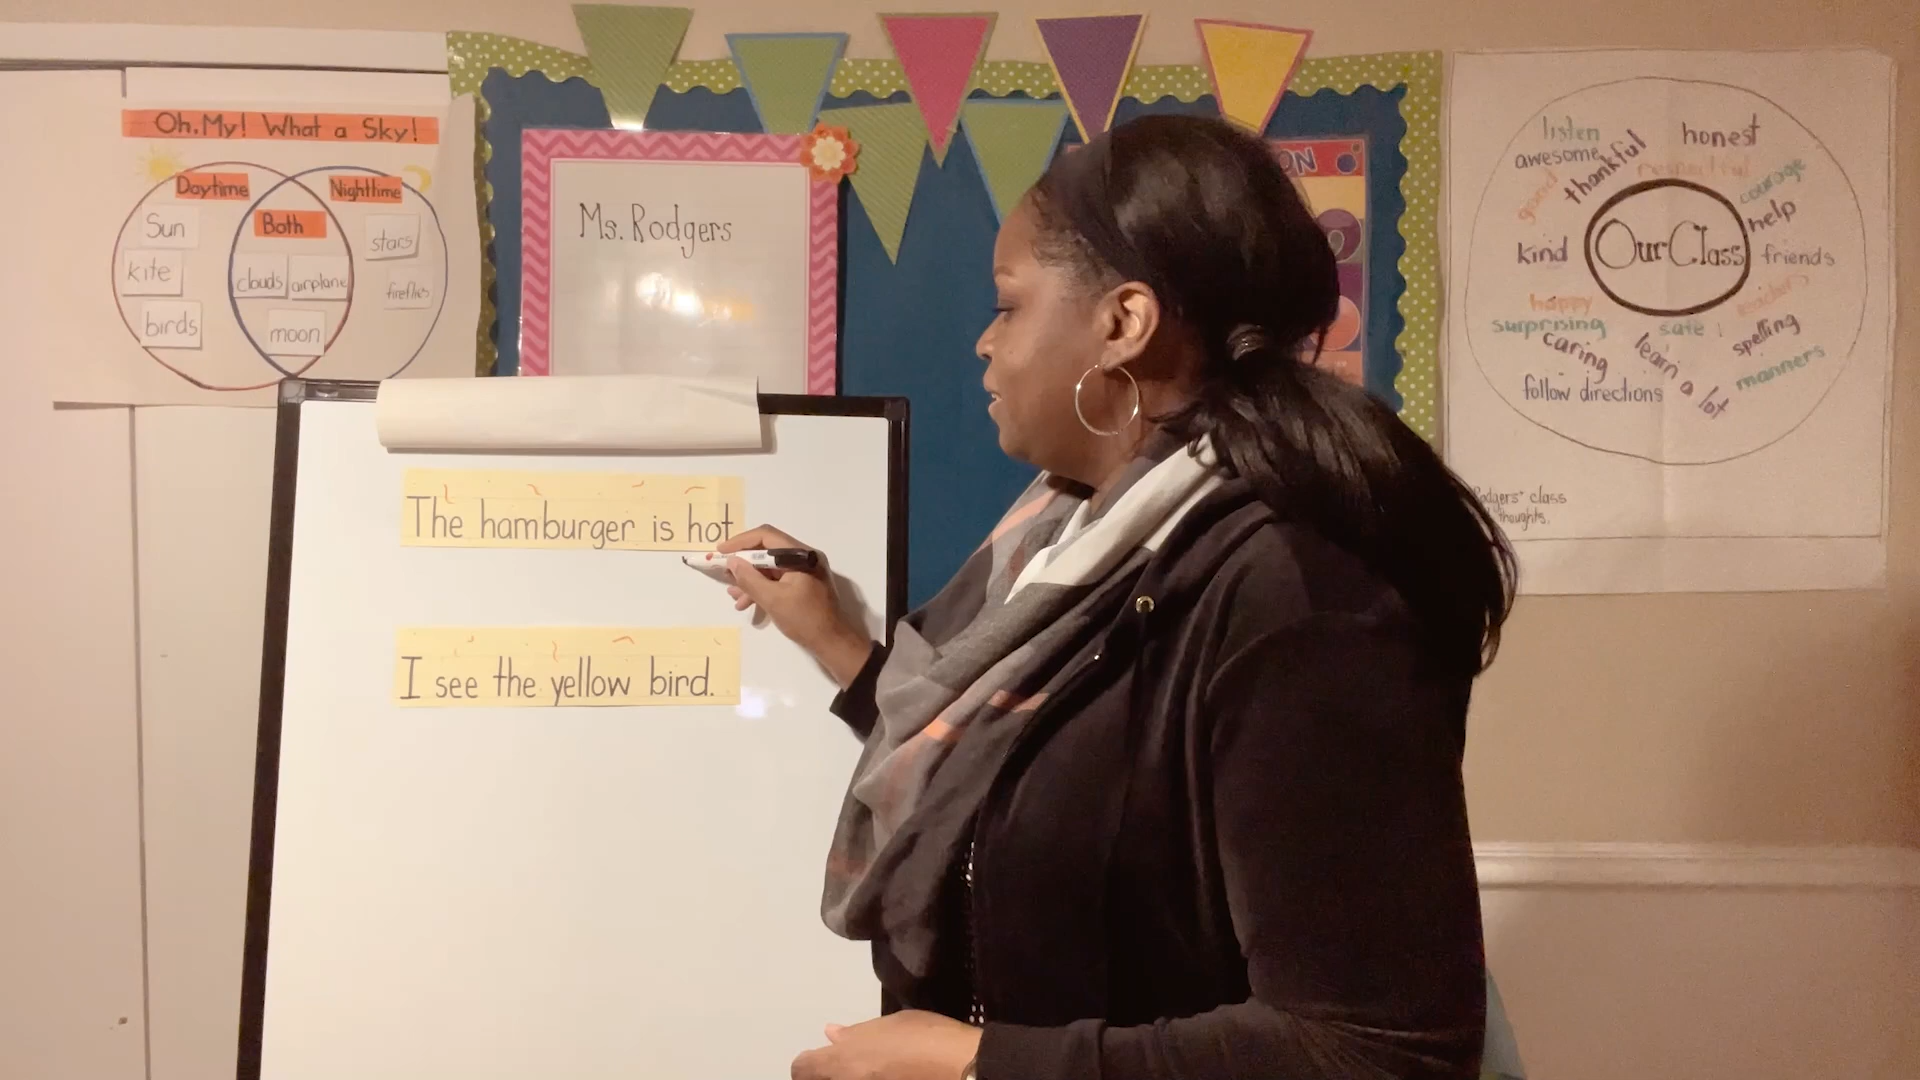 Oh, My! What a Sky!
Daytime
Nighttime
Both
Sun
kite
birds
clouds
airplane
moon
stars
fireflies
Ms. Rodgers
ON
The hamburger is hot
I see the yellow bird.
listen
awesome
thankful
honest
respectful
good
courage
help
kind
Our Class
friends
happy
teachers
surprising
safe
spelling
caring
learn a lot
manners
follow directions
Rodgers' class
thoughts.